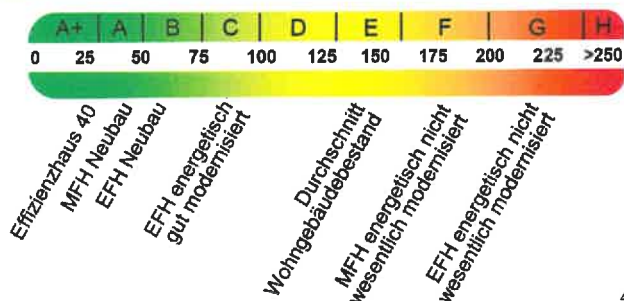 A+ A B C D E F G H
0 25 50 75 100 125 150 175 200 225 >250
Effizienzhaus 40
MFH Neubau
EFH Neubau
EFH energetisch
gut modernisiert
Durchschnitt
Wohngebäudebestand
MFH energetisch nicht
wesentlich modernisiert
EFH energetisch nicht
wesentlich modernisiert